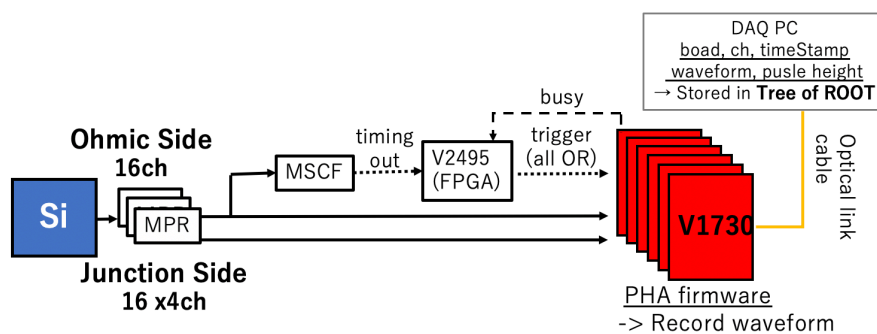 DAQ PC
boad, ch, timeStamp
waveform, pusle height
→ Stored in Tree of ROOT
busy
Ohmic Side
16ch
timing
out
trigger
(all OR)
MSCF
V2495
(FPGA)
Optical link
cable
Si
MPR
V1730
Junction Side
16 x4ch
PHA firmware
-> Record waveform